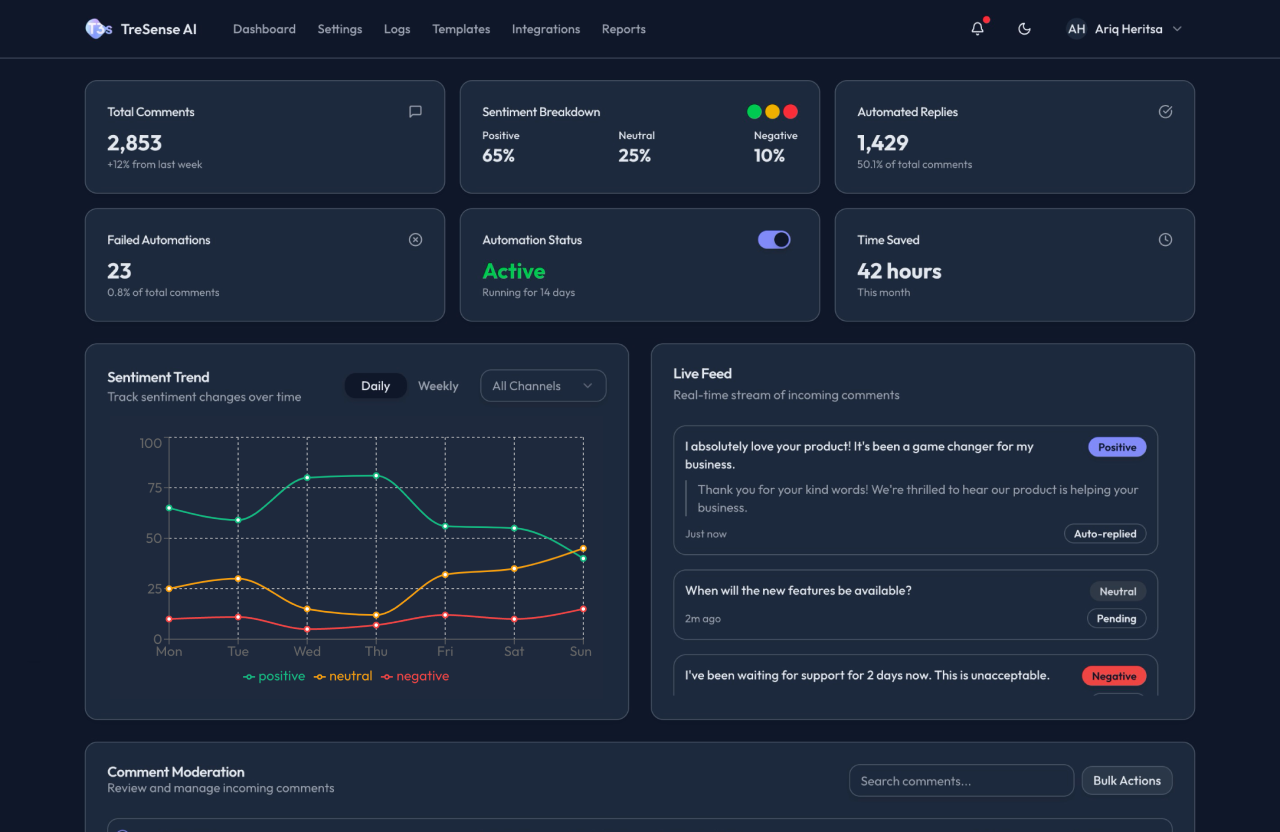 T3s TreSense AI Dashboard Settings Logs Templates Integrations Reports AH Ariq Heritsa
Total Comments
2,853
+12% from last week
Sentiment Breakdown
Positive Neutral Negative
65% 25% 10%
Automated Replies
1,429
50.1% of total comments
Failed Automations
23
0.8% of total comments
Automation Status
Active
Running for 14 days
Time Saved
42 hours
This month
Sentiment Trend
Track sentiment changes over time
Daily Weekly All Channels
100
75
50
25
0
Mon Tue Wed Thu Fri Sat Sun
positive neutral negative
Live Feed
Real-time stream of incoming comments
I absolutely love your product! It's been a game changer for my
business.
Positive
Thank you for your kind words! We're thrilled to hear our product is helping your
business.
Just now Auto-replied
When will the new features be available? Neutral
2m ago Pending
I've been waiting for support for 2 days now. This is unacceptable. Negative
Comment Moderation
Review and manage incoming comments
Search comments... Bulk Actions